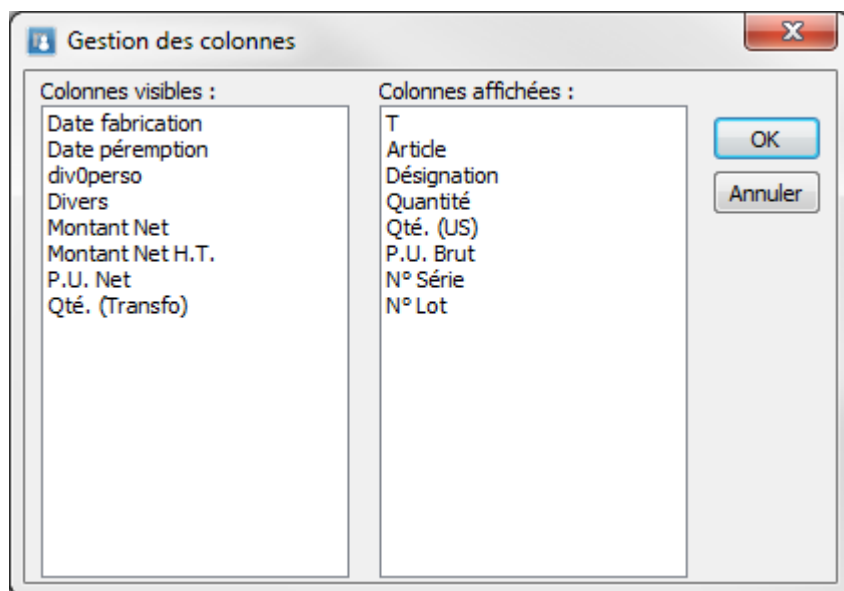 Gestion des colonnes
Colonnes visibles :
Date fabrication
Date péremption
div0perso
Divers
Montant Net
Montant Net H.T.
P.U. Net
Qté. (Transfo)
Colonnes affichées :
T
Article
Désignation
Quantité
Qté. (US)
P.U. Brut
N° Série
N° Lot
OK
Annuler